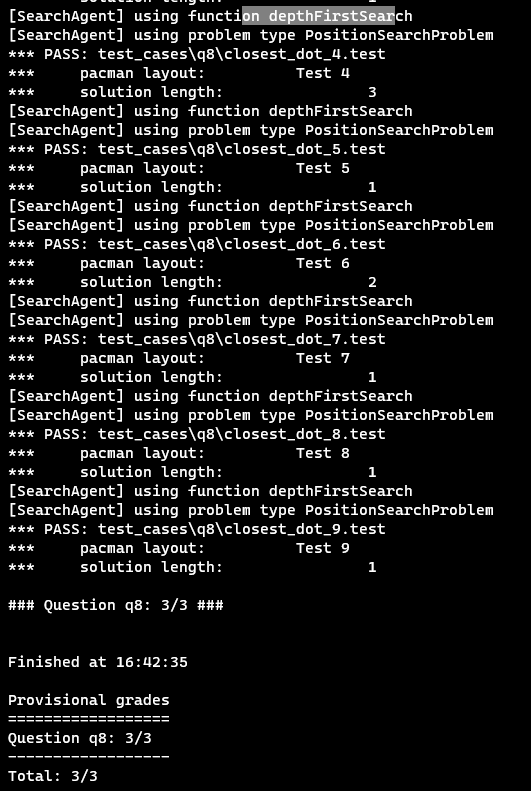 solution length: 1
[SearchAgent] using function depthFirstSearch
[SearchAgent] using problem type PositionSearchProblem
*** PASS: test_cases\q8\closest_dot_4.test
***     pacman layout:          Test 4
***     solution length:                3
[SearchAgent] using function depthFirstSearch
[SearchAgent] using problem type PositionSearchProblem
*** PASS: test_cases\q8\closest_dot_5.test
***     pacman layout:          Test 5
***     solution length:                1
[SearchAgent] using function depthFirstSearch
[SearchAgent] using problem type PositionSearchProblem
*** PASS: test_cases\q8\closest_dot_6.test
***     pacman layout:          Test 6
***     solution length:                2
[SearchAgent] using function depthFirstSearch
[SearchAgent] using problem type PositionSearchProblem
*** PASS: test_cases\q8\closest_dot_7.test
***     pacman layout:          Test 7
***     solution length:                1
[SearchAgent] using function depthFirstSearch
[SearchAgent] using problem type PositionSearchProblem
*** PASS: test_cases\q8\closest_dot_8.test
***     pacman layout:          Test 8
***     solution length:                1
[SearchAgent] using function depthFirstSearch
[SearchAgent] using problem type PositionSearchProblem
*** PASS: test_cases\q8\closest_dot_9.test
***     pacman layout:          Test 9
***     solution length:                1
### Question q8: 3/3 ###
Finished at 16:42:35
Provisional grades
==================
Question q8: 3/3
------------------
Total: 3/3